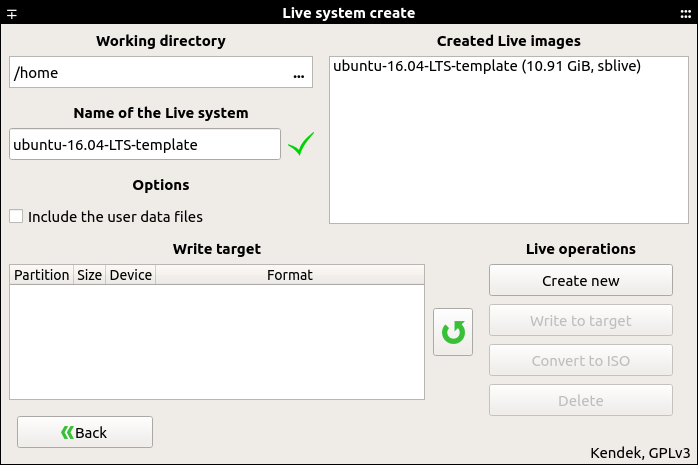 Live system create
Working directory
/home
...
Name of the Live system
ubuntu-16.04-LTS-template
Options
Include the user data files
Created Live images
ubuntu-16.04-LTS-template (10.91 GiB, sblive)
Write target
Partition Size Device Format
Live operations
Create new
Write to target
Convert to ISO
Delete
Back
Kendek, GPLv3